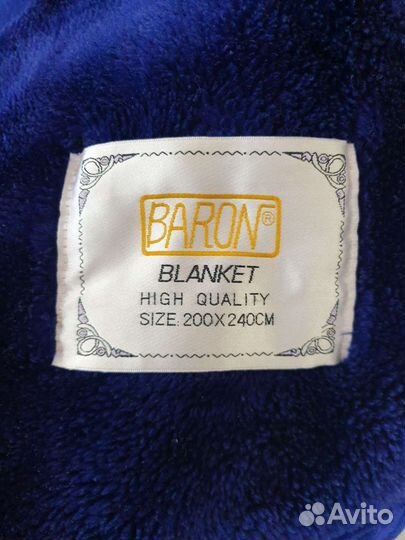 BARON®
BLANKET
HIGH QUALITY
SIZE:200X240CM
Avito